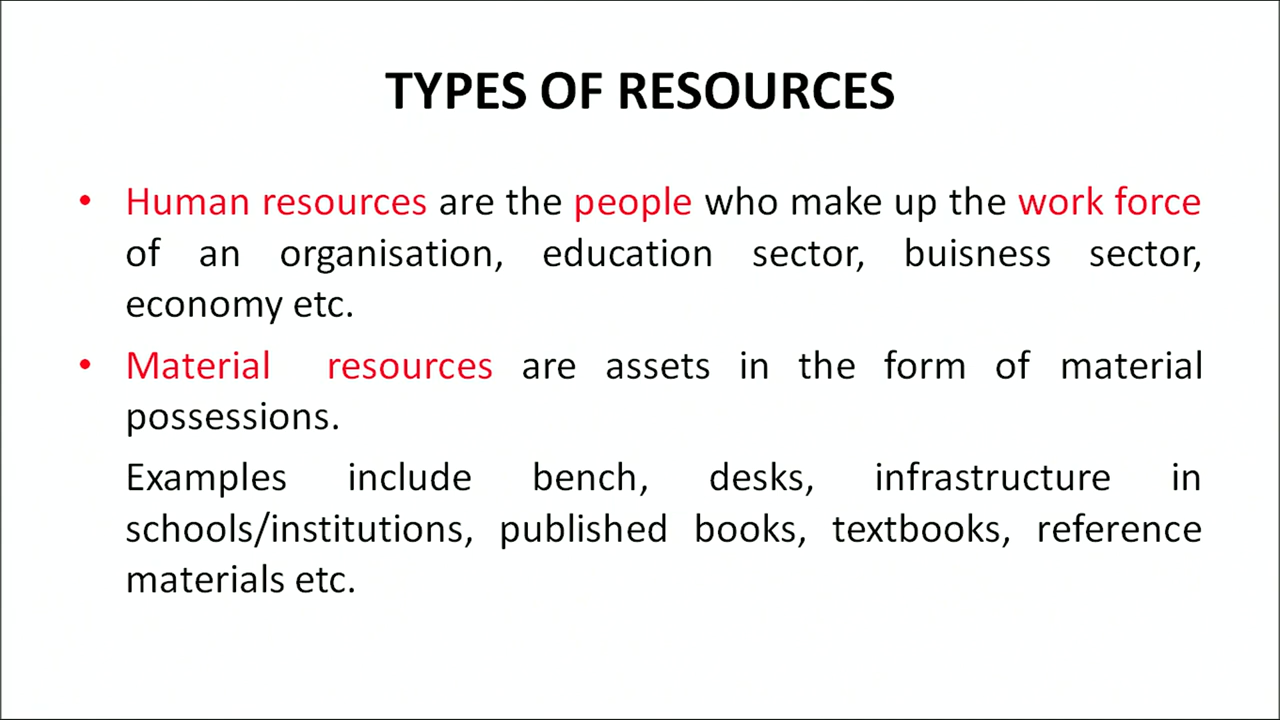 TYPES OF RESOURCES
• Human resources are the people who make up the work force
of an organisation, education sector, buisness sector,
economy etc.
• Material resources are assets in the form of material
possessions.
Examples include bench, desks, infrastructure in
schools/institutions, published books, textbooks, reference
materials etc.